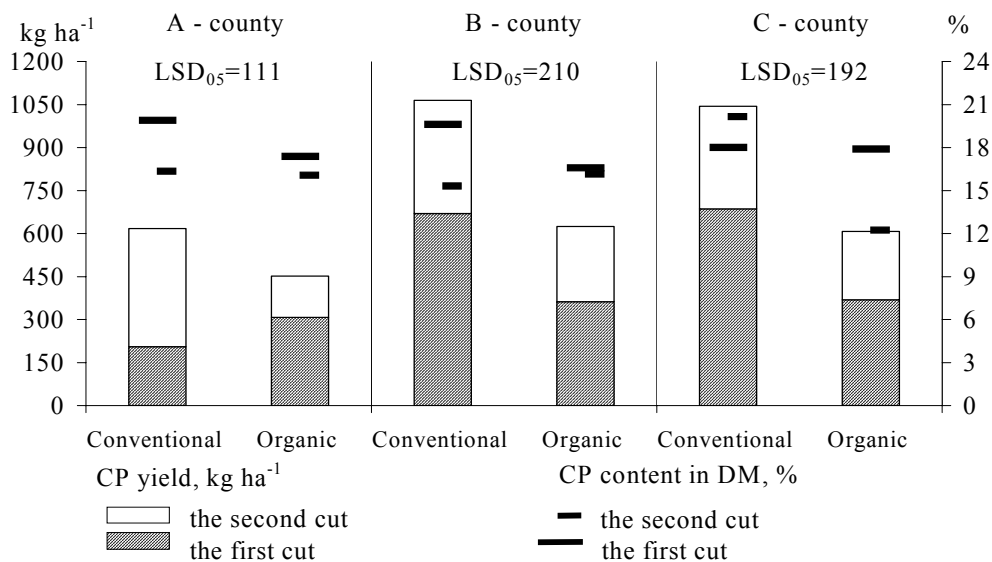 kg ha⁻¹ A - county B - county C - county %
1200 LSD₀₅=111 LSD₀₅=210 LSD₀₅=192 24
1050 21
900 18
750 15
600 12
450 9
300 6
150 3
0 0
Conventional Organic Conventional Organic Conventional Organic
CP yield, kg ha⁻¹ CP content in DM, %
the second cut the second cut
the first cut the first cut